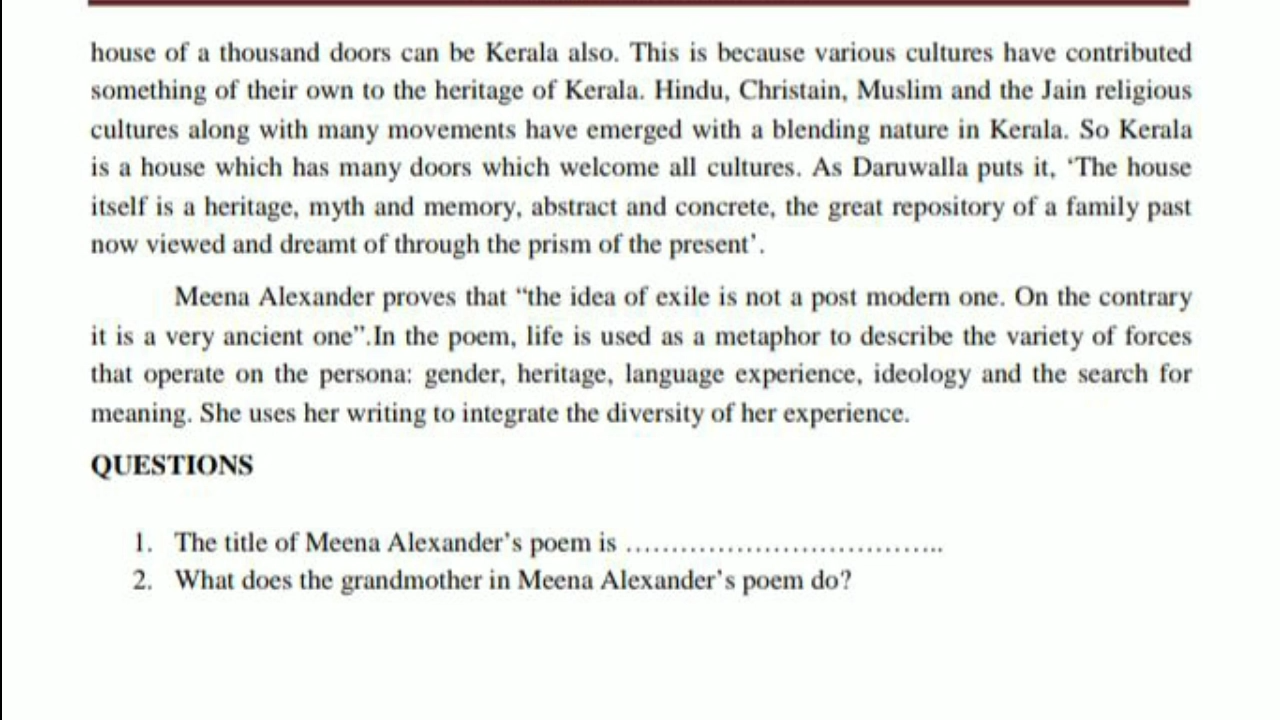 house of a thousand doors can be Kerala also. This is because various cultures have contributed
something of their own to the heritage of Kerala. Hindu, Christain, Muslim and the Jain religious
cultures along with many movements have emerged with a blending nature in Kerala. So Kerala
is a house which has many doors which welcome all cultures. As Daruwalla puts it, ‘The house
itself is a heritage, myth and memory, abstract and concrete, the great repository of a family past
now viewed and dreamt of through the prism of the present’.
Meena Alexander proves that “the idea of exile is not a post modern one. On the contrary
it is a very ancient one”.In the poem, life is used as a metaphor to describe the variety of forces
that operate on the persona: gender, heritage, language experience, ideology and the search for
meaning. She uses her writing to integrate the diversity of her experience.
QUESTIONS
1. The title of Meena Alexander’s poem is ……………………………..
2. What does the grandmother in Meena Alexander’s poem do?